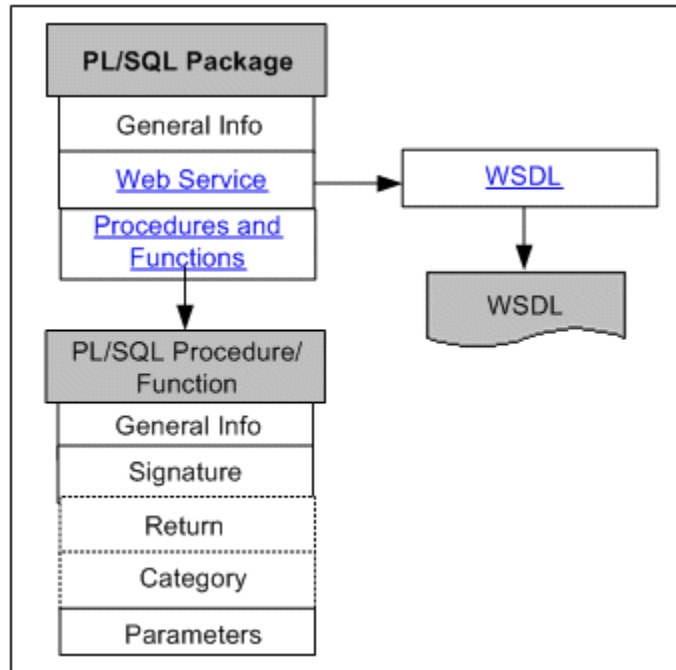 PL/SQL Package
General Info
Web Service
Procedures and
Functions
WSDL
WSDL
PL/SQL Procedure/
Function
General Info
Signature
Return
Category
Parameters